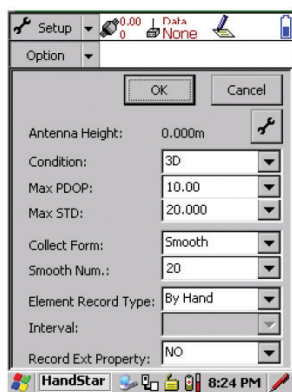 Setup 0.00 0 Data None
Option
OK Cancel
Antenna Height: 0.000m
Condition: 3D
Max PDOP: 10.00
Max STD: 20.000
Collect Form: Smooth
Smooth Num.: 20
Element Record Type: By Hand
Interval:
Record Ext Property: NO
HandStar 8:24 PM